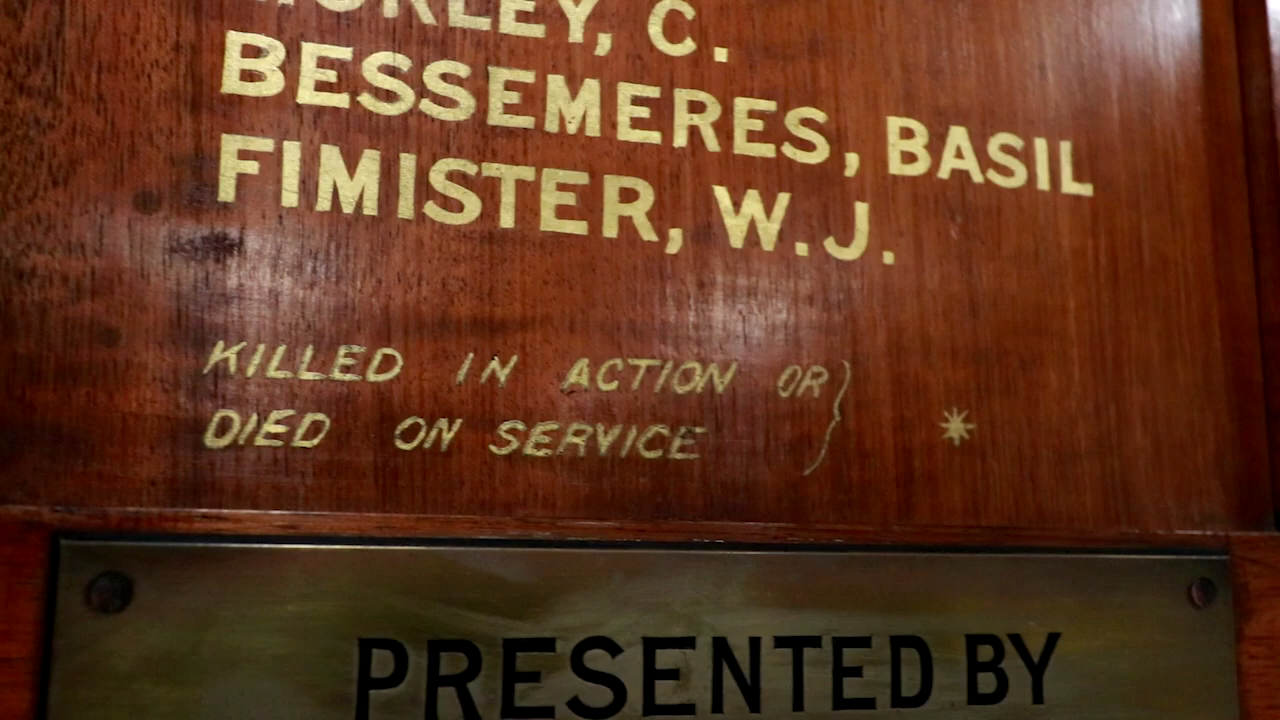 C.
BESSEMERES, BASIL
FIMISTER, W.J.
KILLED IN ACTION OR }
DIED ON SERVICE *
PRESENTED BY